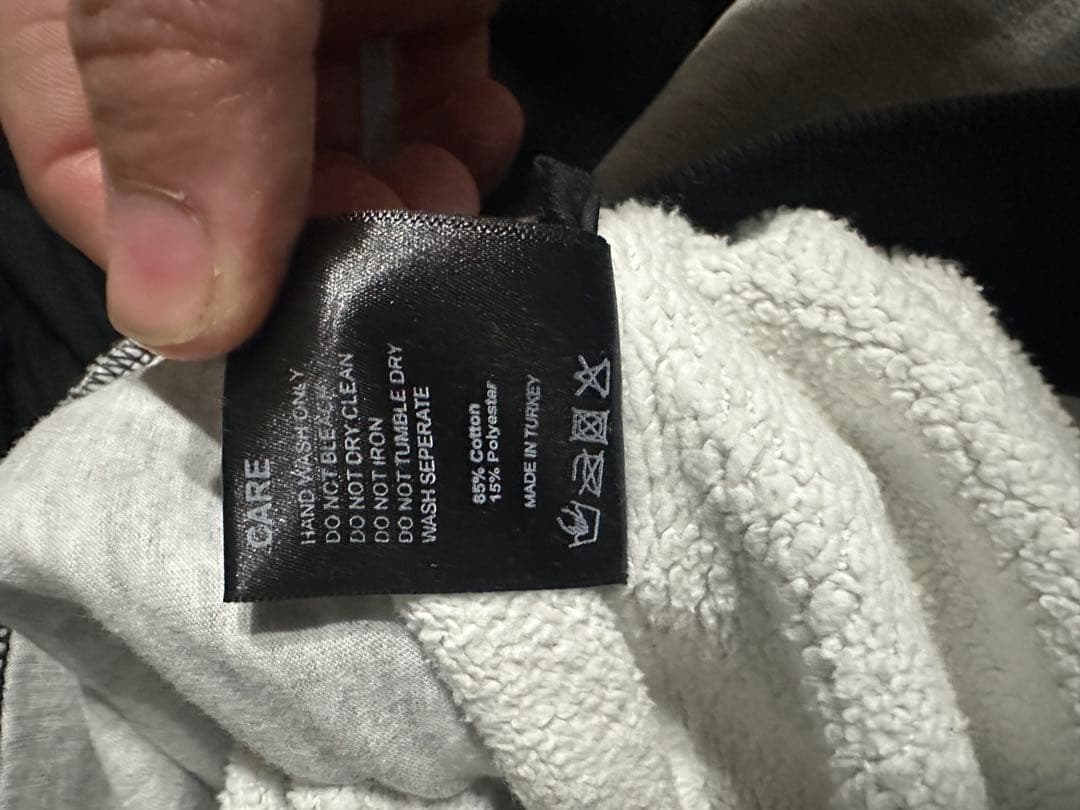 CARE
HAND WASH ONLY
DO NOT BLEACH
DO NOT DRY CLEAN
DO NOT IRON
DO NOT TUMBLE DRY
WASH SEPERATE
85% Cotton
15% Polyester
MADE IN TURKEY